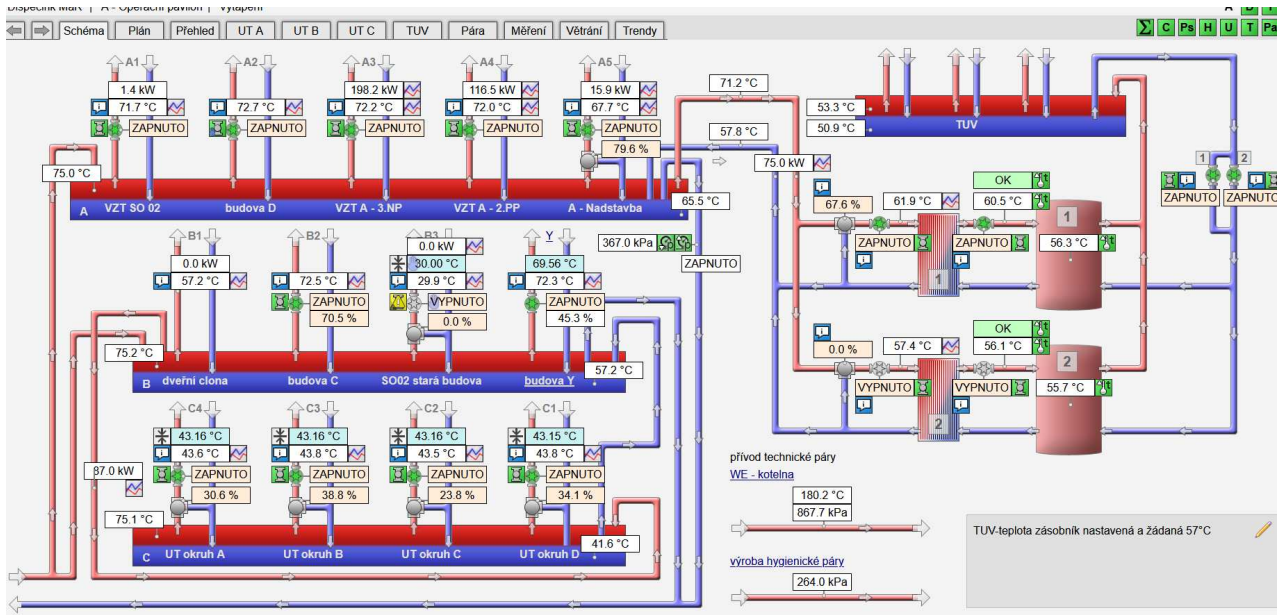 Dispečink MaR | A - Operační pavilon | Vytápění
Schéma Plán Přehled UT A UT B UT C TUV Pára Měření Větrání Trendy
Σ C Ps H U T Pa
A1 A2 A3 A4 A5
1.4 kW 198.2 kW 116.5 kW 15.9 kW
71.7 °C 72.7 °C 72.2 °C 72.0 °C 67.7 °C
ZAPNUTO ZAPNUTO ZAPNUTO ZAPNUTO ZAPNUTO
79.6 %
75.0 °C
65.5 °C
A VZT SO 02 budova D VZT A - 3.NP VZT A - 2.PP A - Nadstavba
71.2 °C
57.8 °C
75.0 kW
367.0 kPa
ZAPNUTO
B1 B2 B3 Y
0.0 kW 0.0 kW
30.00 °C 69.56 °C
57.2 °C 72.5 °C 29.9 °C 72.3 °C
ZAPNUTO VYPNUTO ZAPNUTO
70.5 % 0.0 % 45.3 %
75.2 °C
57.2 °C
B dveřní clona budova C SO02 stará budova budova Y
C4 C3 C2 C1
43.16 °C 43.16 °C 43.16 °C 43.15 °C
43.6 °C 43.8 °C 43.5 °C 43.8 °C
ZAPNUTO ZAPNUTO ZAPNUTO ZAPNUTO
30.6 % 38.8 % 23.8 % 34.1 %
87.0 kW
75.1 °C
41.6 °C
C UT okruh A UT okruh B UT okruh C UT okruh D
53.3 °C
50.9 °C
TUV
1 2
ZAPNUTO ZAPNUTO
OK
67.6 % 61.9 °C 60.5 °C
ZAPNUTO ZAPNUTO
1
56.3 °C
1
OK
0.0 % 57.4 °C 56.1 °C
VYPNUTO VYPNUTO
2
55.7 °C
2
přívod technické páry
WE - kotelna
180.2 °C
867.7 kPa
výroba hygienické páry
264.0 kPa
TUV-teplota zásobník nastavená a žádaná 57°C